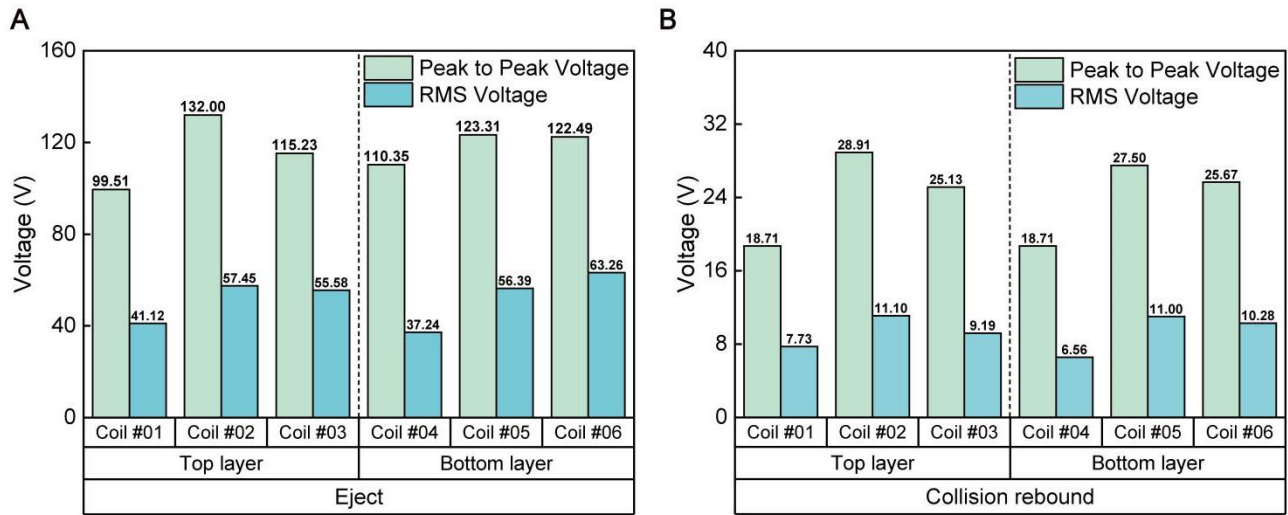 A
160
120
80
40
0
Voltage (V)
Peak to Peak Voltage
RMS Voltage
99.51
41.12
132.00
57.45
115.23
55.58
110.35
37.24
123.31
56.39
122.49
63.26
Coil #01 Coil #02 Coil #03 Coil #04 Coil #05 Coil #06
Top layer Bottom layer
Eject
B
40
32
24
16
8
0
Voltage (V)
Peak to Peak Voltage
RMS Voltage
18.71
7.73
28.91
11.10
25.13
9.19
18.71
6.56
27.50
11.00
25.67
10.28
Coil #01 Coil #02 Coil #03 Coil #04 Coil #05 Coil #06
Top layer Bottom layer
Collision rebound